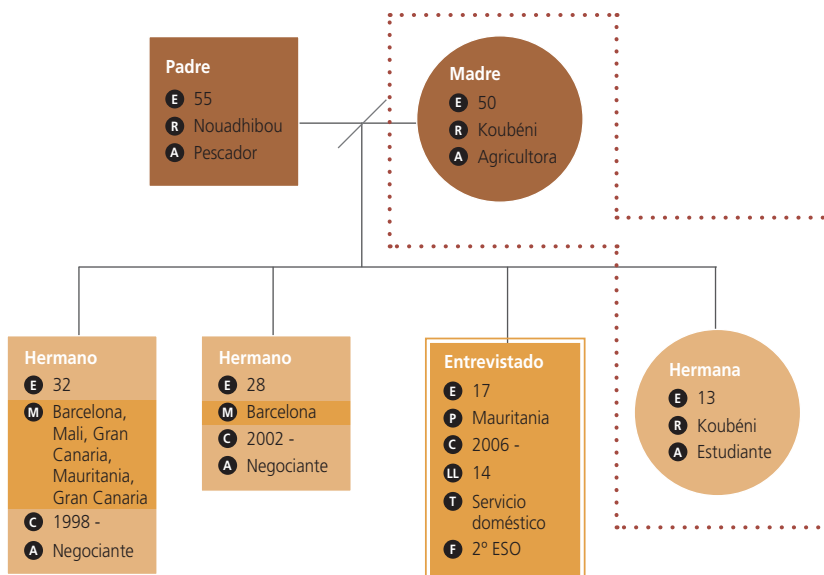 Padre
E 55
R Nouadhibou
A Pescador
Madre
E 50
R Koubéni
A Agricultora
Hermano
E 32
M Barcelona,
Mali, Gran
Canaria,
Mauritania,
Gran Canaria
C 1998 -
A Negociante
Hermano
E 28
M Barcelona
C 2002 -
A Negociante
Entrevistado
E 17
P Mauritania
C 2006 -
LL 14
T Servicio
doméstico
F 2º ESO
Hermana
E 13
R Koubéni
A Estudiante